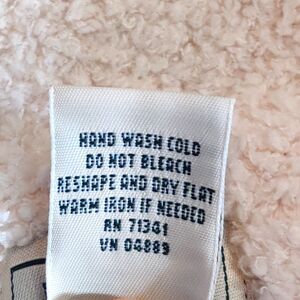 HAND WASH COLD
DO NOT BLEACH
RESHAPE AND DRY FLAT
WARM IRON IF NEEDED
RN 71341
VN 04889